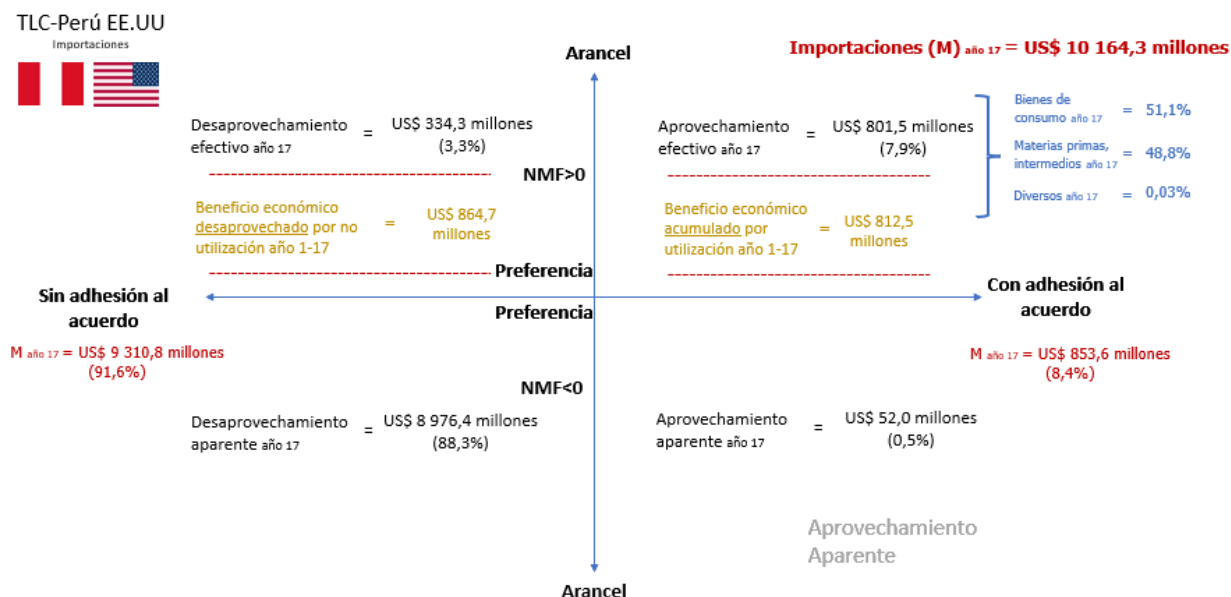 TLC-Perú EE.UU
Importaciones
Arancel
Importaciones (M) año 17 = US$ 10 164,3 millones
Desaprovechamiento
efectivo año 17
=
US$ 334,3 millones
(3,3%)
Aprovechamiento
efectivo año 17
=
US$ 801,5 millones
(7,9%)
Bienes de
consumo año 17
= 51,1%
Materias primas,
intermedios año 17
= 48,8%
Diversos año 17
= 0,03%
NMF>0
Beneficio económico
desaprovechado por no
utilización año 1-17
=
US$ 864,7
millones
Beneficio económico
acumulado por
utilización año 1-17
=
US$ 812,5
millones
Preferencia
Sin adhesión al
acuerdo
Con adhesión al
acuerdo
Preferencia
M año 17 = US$ 9 310,8 millones
(91,6%)
M año 17 = US$ 853,6 millones
(8,4%)
NMF<0
Desaprovechamiento
aparente año 17
=
US$ 8 976,4 millones
(88,3%)
Aprovechamiento
aparente año 17
=
US$ 52,0 millones
(0,5%)
Aprovechamiento
Aparente
Arancel